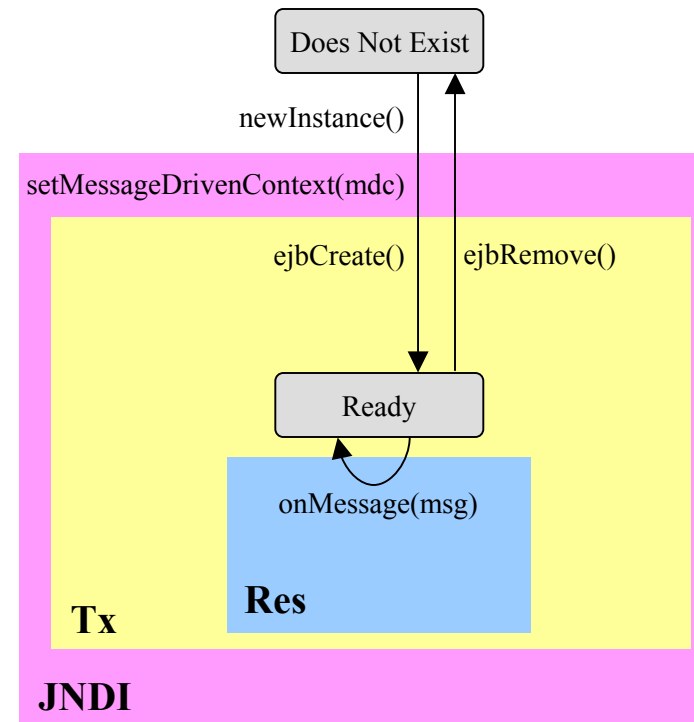 Does Not Exist
newInstance()
setMessageDrivenContext(mdc)
ejbCreate()
ejbRemove()
Ready
onMessage(msg)
Res
Tx
JNDI